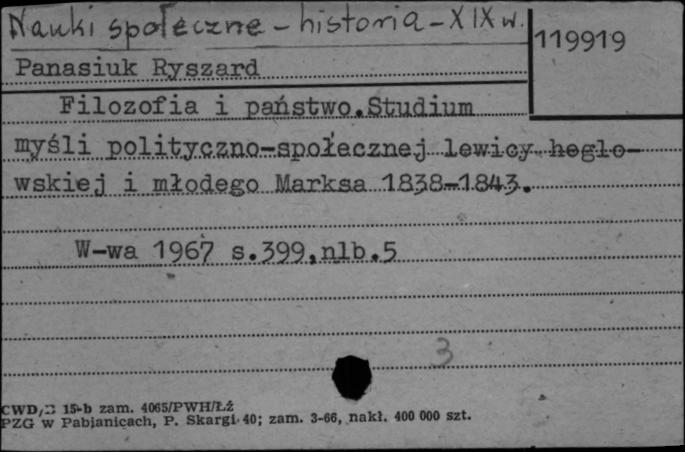 Nauki społeczne - historia - XIX w.
119919
Panasiuk Ryszard
Filozofia i państwo.Studium
myśli polityczno-społecznej lewicy heglo-
wskiej i młodego Marksa 1838-1843.
W-wa 1967 s.399,nlb.5
3
15-b zam. 4065/PWH/Łź
PZG w Pabianicach, P. Skargi 40; zam. 3-66, nakł. 400 000 szt.